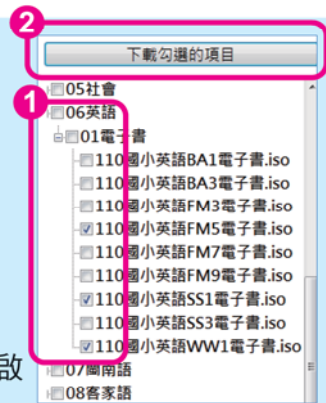 2
下載勾選的項目
05社會
1
06英語
01電子書
110國小英語BA1電子書.iso
110國小英語BA3電子書.iso
110國小英語FM3電子書.iso
110國小英語FM5電子書.iso
110國小英語FM7電子書.iso
110國小英語FM9電子書.iso
110國小英語SS1電子書.iso
110國小英語SS3電子書.iso
110國小英語WW1電子書.iso
啟
07閩南語
08客家語